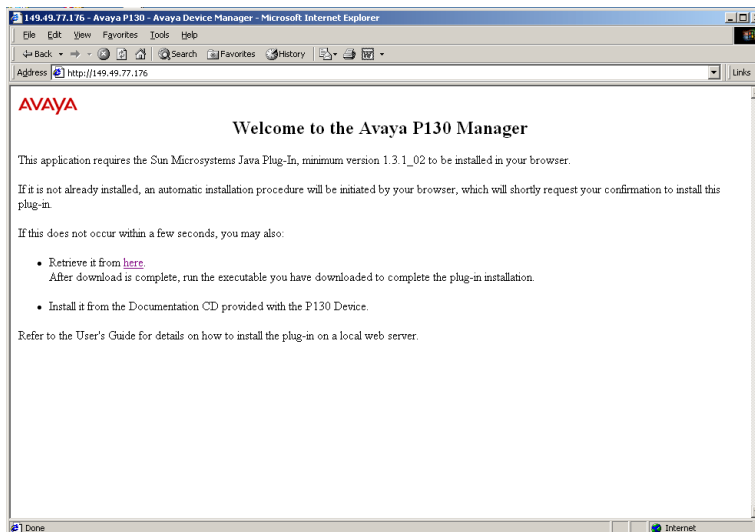 149.49.77.176 - Avaya P130 - Avaya Device Manager - Microsoft Internet Explorer
File Edit View Favorites Tools Help
Back Search Favorites History
Address http://149.49.77.176 Links
AVAYA
Welcome to the Avaya P130 Manager
This application requires the Sun Microsystems Java Plug-In, minimum version 1.3.1_02 to be installed in your browser.
If it is not already installed, an automatic installation procedure will be initiated by your browser, which will shortly request your confirmation to install this
plug-in.
If this does not occur within a few seconds, you may also:
• Retrieve it from here.
After download is complete, run the executable you have downloaded to complete the plug-in installation.
• Install it from the Documentation CD provided with the P130 Device.
Refer to the User's Guide for details on how to install the plug-in on a local web server.
Done Internet